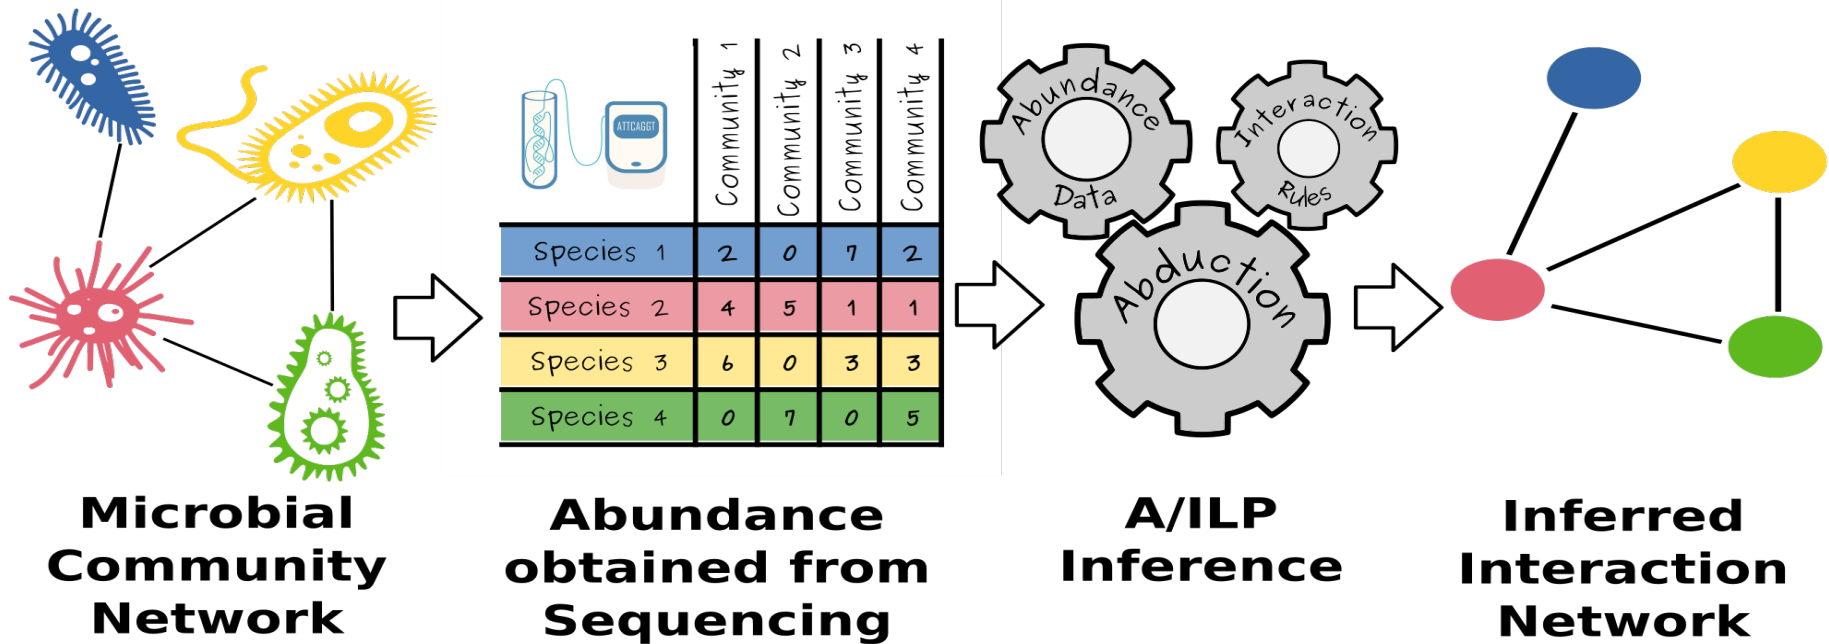 ATTCAGGT
Community 1
Community 2
Community 3
Community 4
Species 1 2 0 7 2
Species 2 4 5 1 1
Species 3 6 0 3 3
Species 4 0 7 0 5
Abundance
Data
Interaction
Rules
Abduction
Microbial
Community
Network
Abundance
obtained from
Sequencing
A/ILP
Inference
Inferred
Interaction
Network